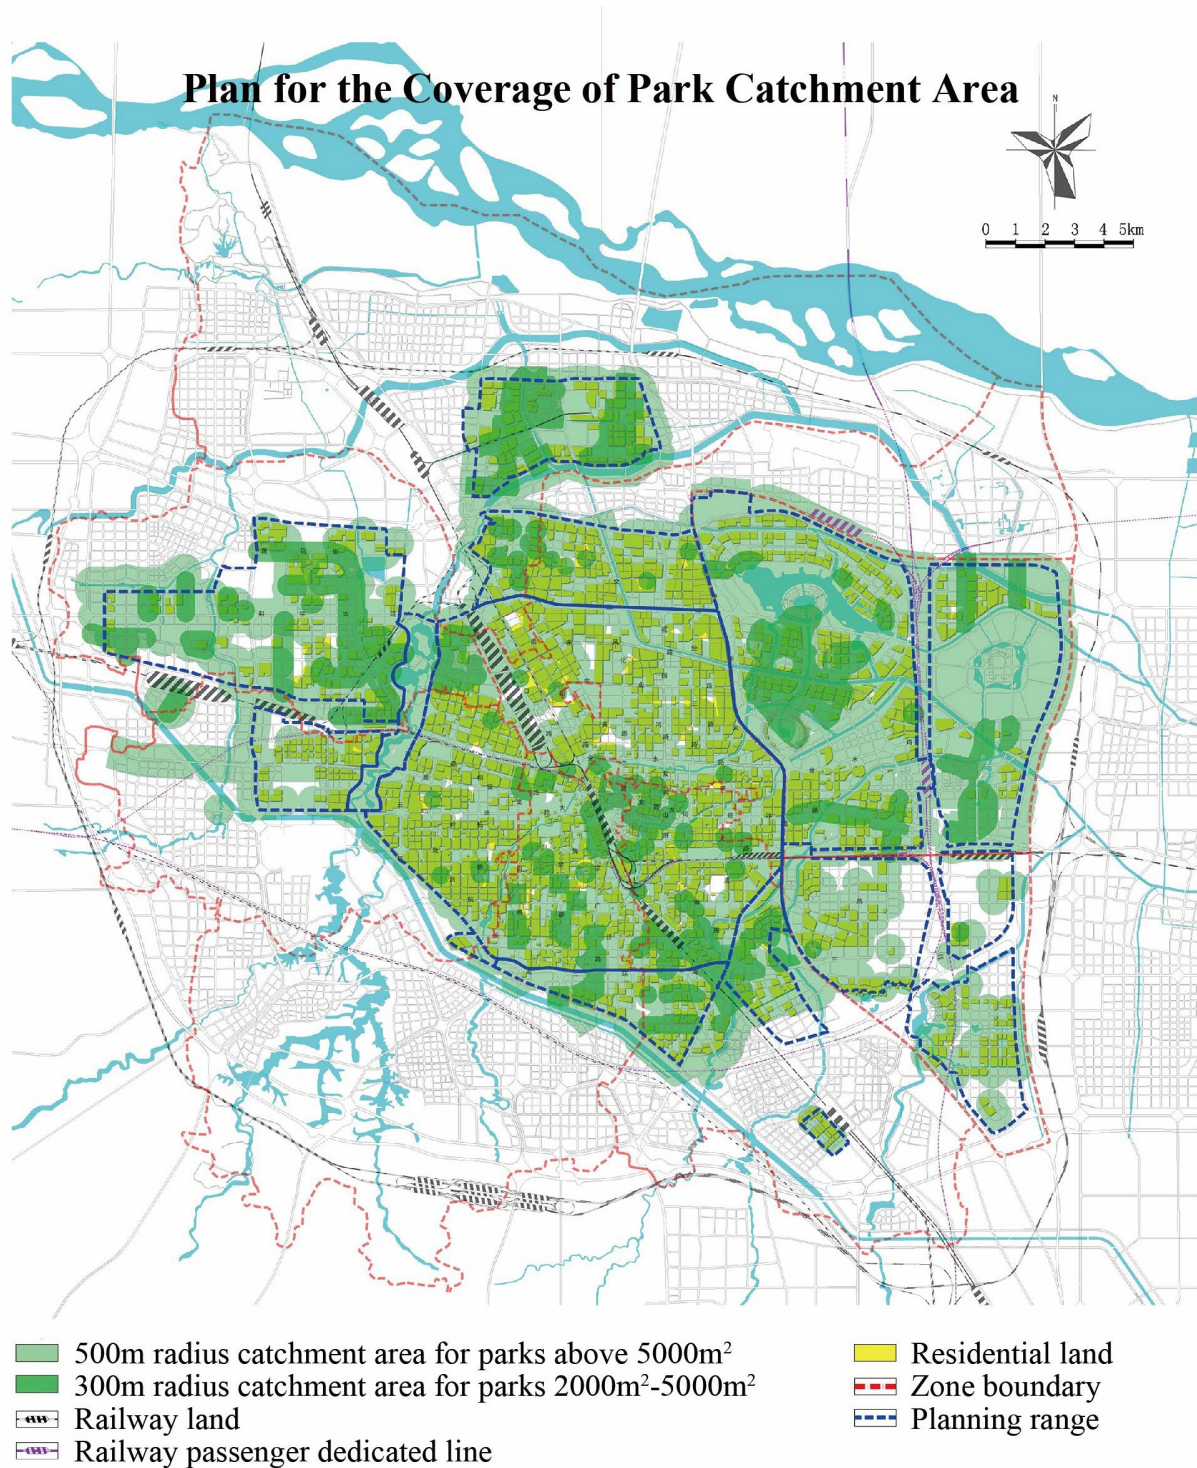 Plan for the Coverage of Park Catchment Area
N
0 1 2 3 4 5km
500m radius catchment area for parks above 5000m²
300m radius catchment area for parks 2000m²-5000m²
Railway land
Railway passenger dedicated line
Residential land
Zone boundary
Planning range